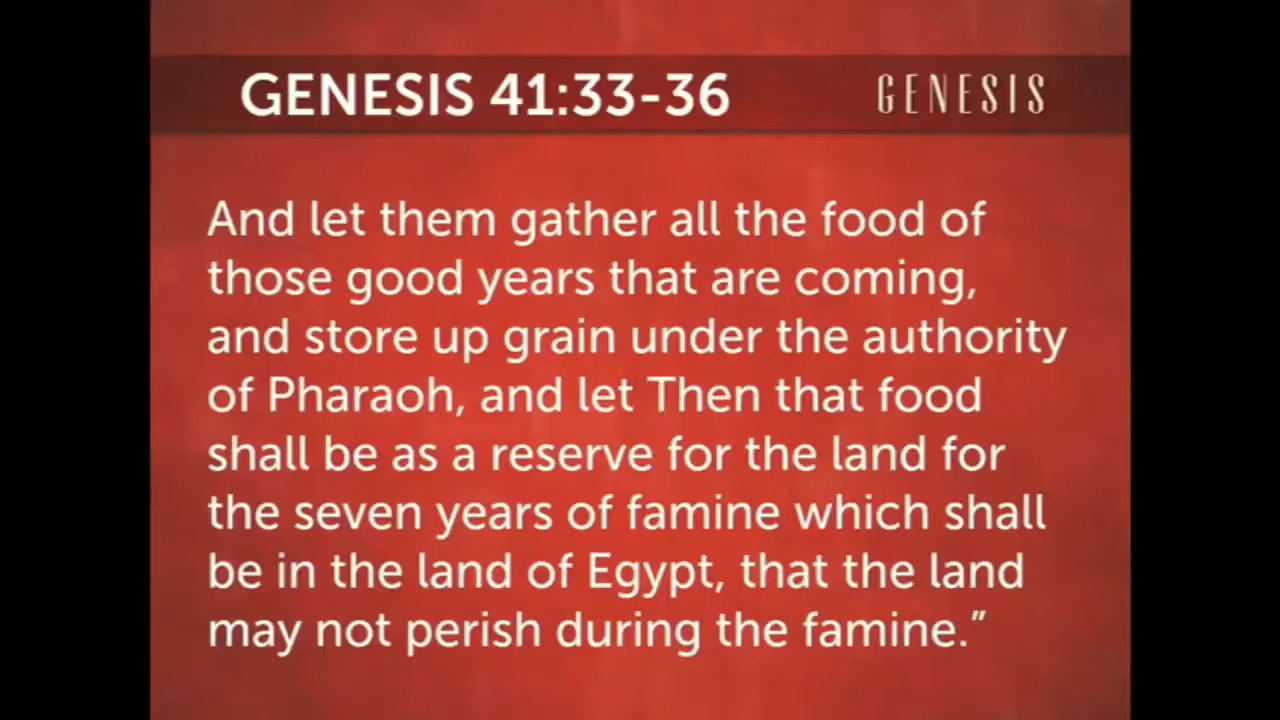 GENESIS 41:33-36
GENESIS
And let them gather all the food of
those good years that are coming,
and store up grain under the authority
of Pharaoh, and let Then that food
shall be as a reserve for the land for
the seven years of famine which shall
be in the land of Egypt, that the land
may not perish during the famine.”